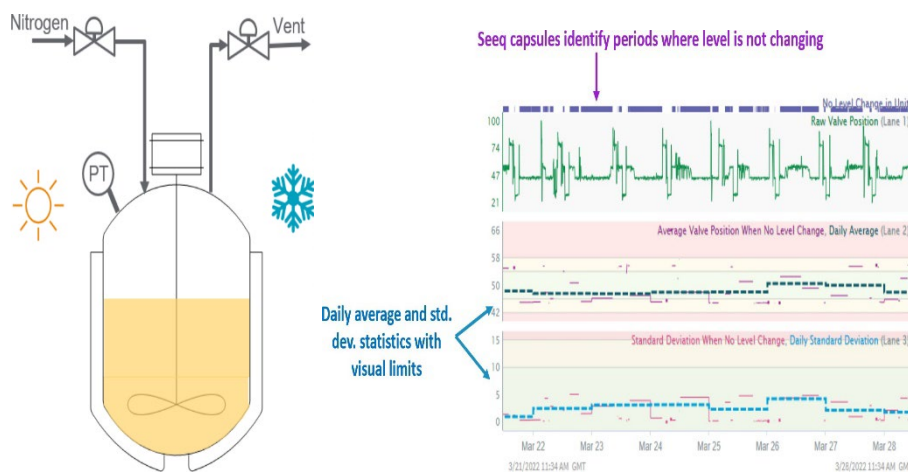 Nitrogen
Vent
PT
Seeq capsules identify periods where level is not changing
No Level Change in Unit
Raw Valve Position (Lane 1)
100
74
47
21
Average Valve Position When No Level Change, Daily Average (Lane 2)
66
58
50
42
Daily average and std.
dev. statistics with
visual limits
Standard Deviation When No Level Change, Daily Standard Deviation (Lane 3)
15
10
5
0
Mar 22 Mar 23 Mar 24 Mar 25 Mar 26 Mar 27 Mar 28
3/21/2022 11:34 AM GMT 3/28/2022 11:34 AM GMT